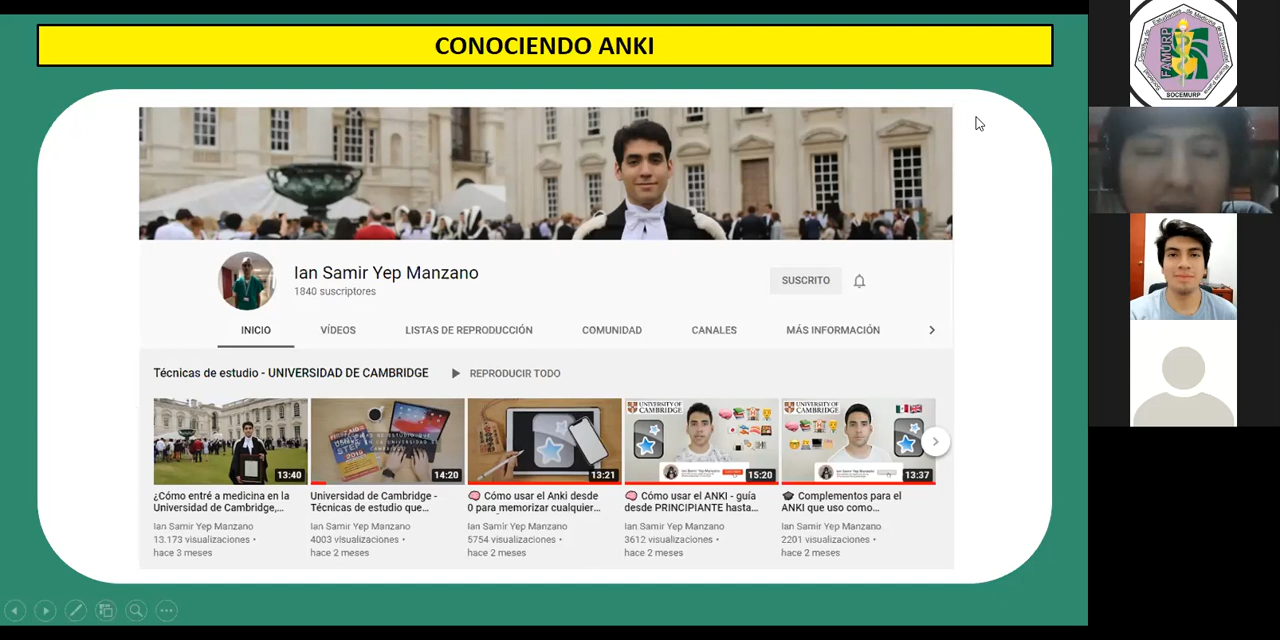 CONOCIENDO ANKI
Ian Samir Yep Manzano
1840 suscriptores
SUSCRITO
INICIO
VÍDEOS
LISTAS DE REPRODUCCIÓN
COMUNIDAD
CANALES
MÁS INFORMACIÓN
Técnicas de estudio - UNIVERSIDAD DE CAMBRIDGE
REPRODUCIR TODO
13:40
14:20
13:21
UNIVERSITY OF
CAMBRIDGE
15:20
UNIVERSITY OF
CAMBRIDGE
13:37
¿Cómo entré a medicina en la
Universidad de Cambridge,...
Ian Samir Yep Manzano
13.173 visualizaciones •
hace 3 meses
Universidad de Cambridge -
Técnicas de estudio que...
Ian Samir Yep Manzano
4003 visualizaciones •
hace 2 meses
🧠 Cómo usar el Anki desde
0 para memorizar cualquier...
Ian Samir Yep Manzano
5754 visualizaciones •
hace 2 meses
🧠 Cómo usar el ANKI - guía
desde PRINCIPIANTE hasta...
Ian Samir Yep Manzano
3612 visualizaciones •
hace 2 meses
🎓 Complementos para el
ANKI que uso como...
Ian Samir Yep Manzano
2201 visualizaciones •
hace 2 meses
FAMURP
SOCEMURP